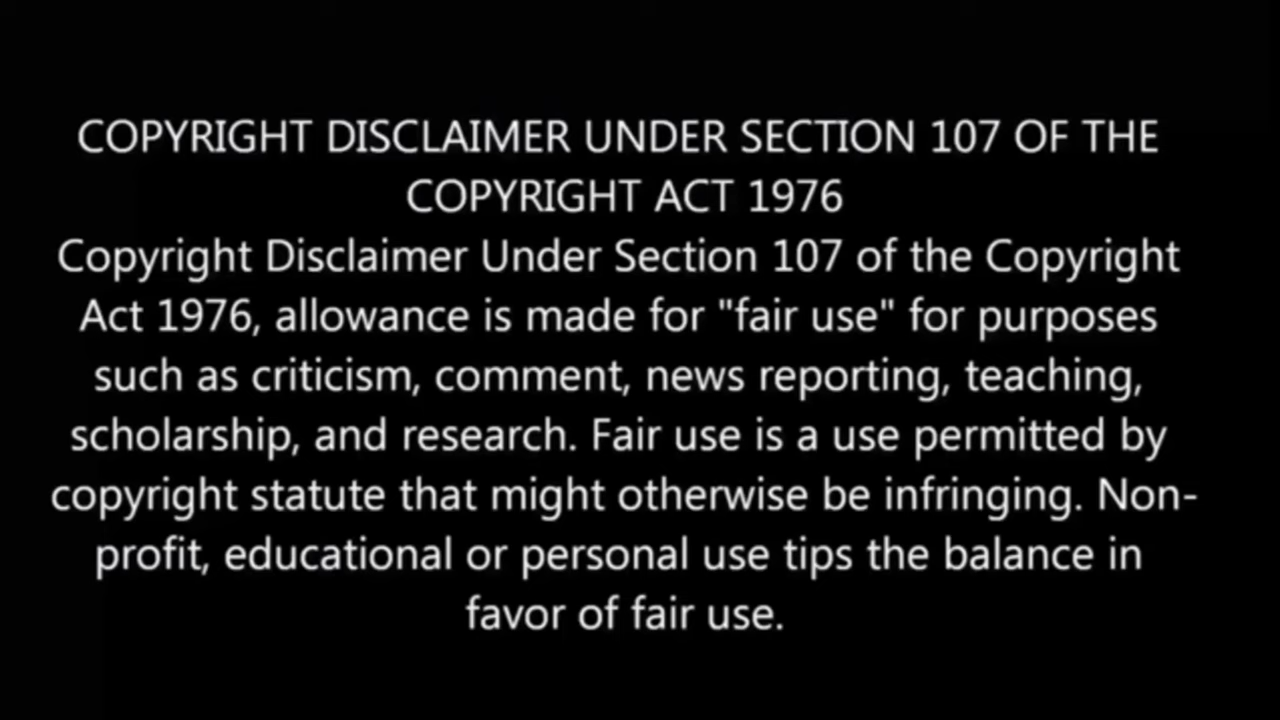 COPYRIGHT DISCLAIMER UNDER SECTION 107 OF THE
COPYRIGHT ACT 1976
Copyright Disclaimer Under Section 107 of the Copyright
Act 1976, allowance is made for "fair use" for purposes
such as criticism, comment, news reporting, teaching,
scholarship, and research. Fair use is a use permitted by
copyright statute that might otherwise be infringing. Non-
profit, educational or personal use tips the balance in
favor of fair use.